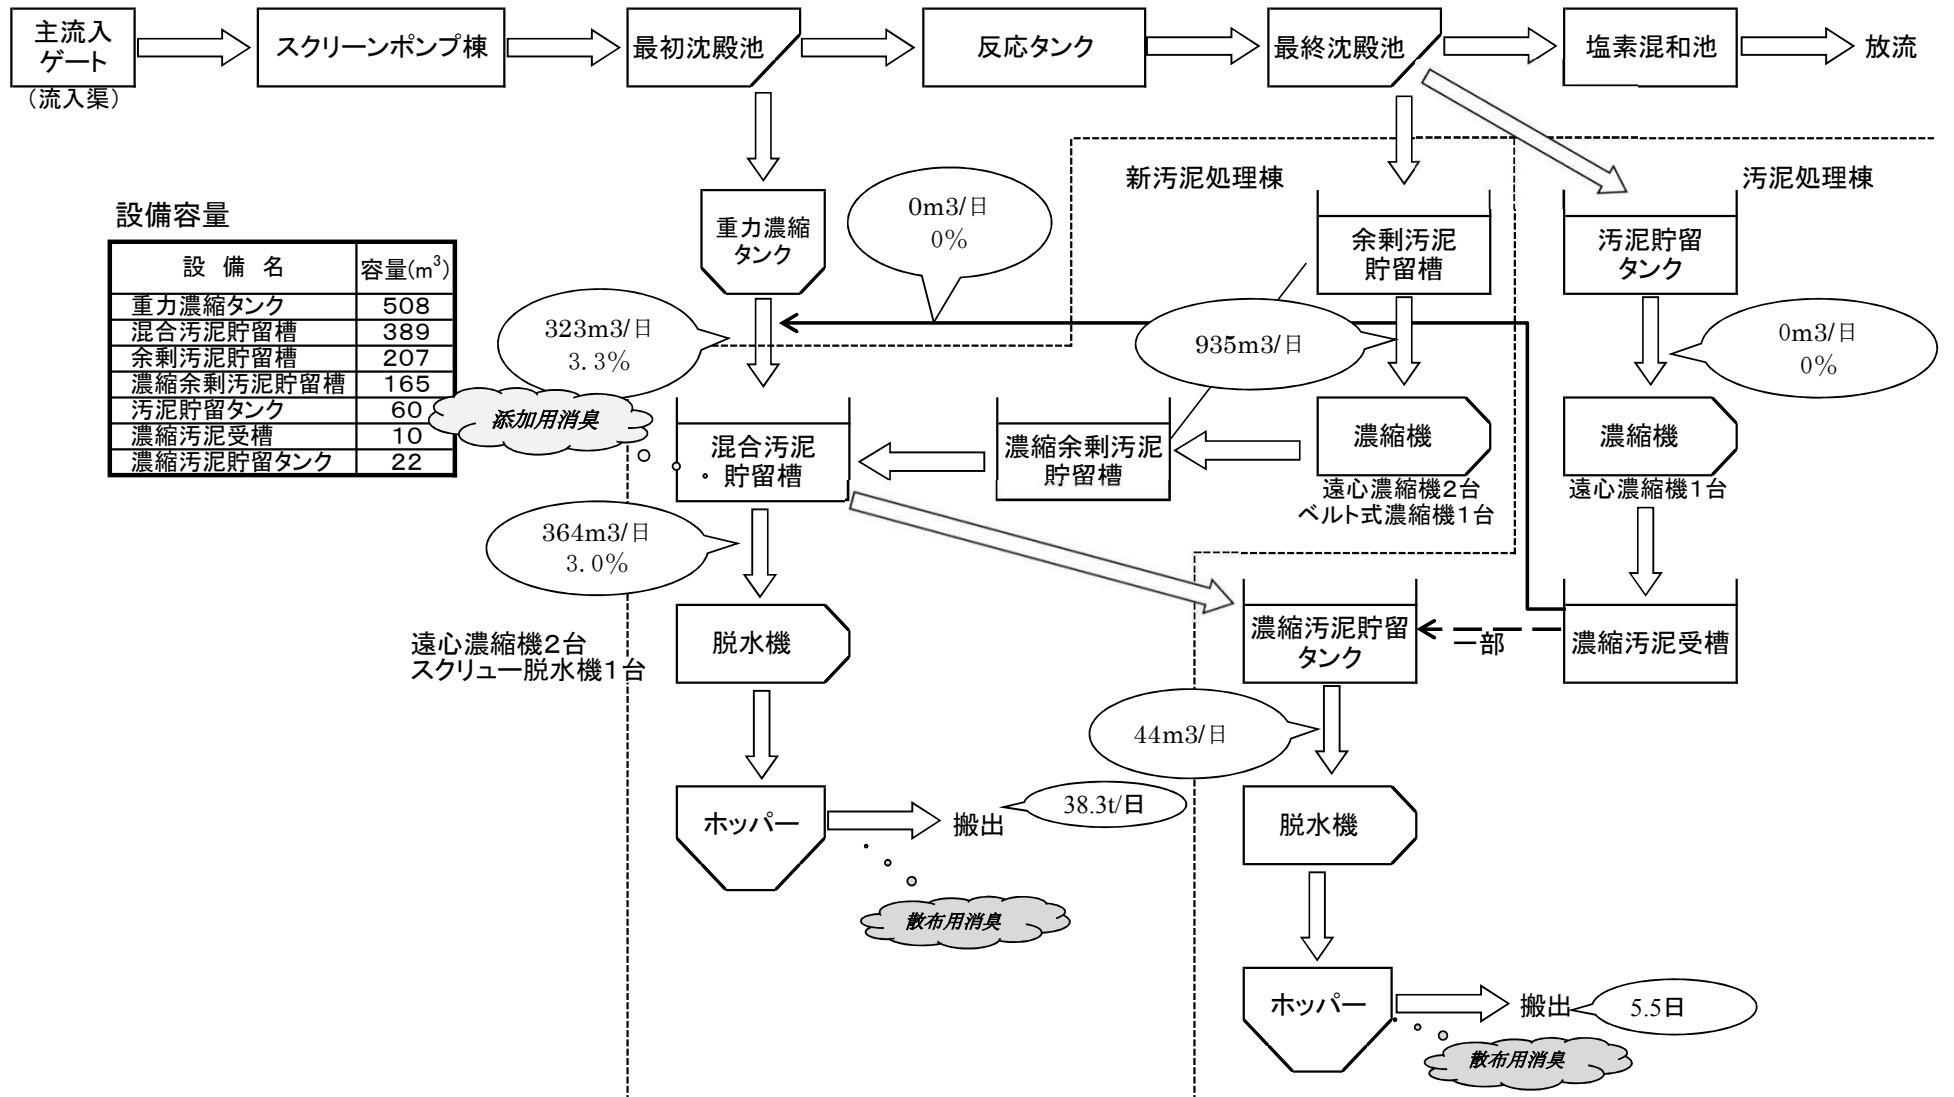 主流入
ゲート
(流入渠)
スクリーンポンプ棟
最初沈殿池
反応タンク
最終沈殿池
塩素混和池
放流
新汚泥処理棟
汚泥処理棟
設備容量
設 備 名 容量(m³)
重力濃縮タンク 508
混合汚泥貯留槽 389
余剰汚泥貯留槽 207
濃縮余剰汚泥貯留槽 165
汚泥貯留タンク 60
濃縮汚泥受槽 10
濃縮汚泥貯留タンク 22
重力濃縮
タンク
0m3/日
0%
余剰汚泥
貯留槽
汚泥貯留
タンク
323m3/日
3.3%
935m3/日
0m3/日
0%
添加用消臭
混合汚泥
貯留槽
濃縮余剰汚泥
貯留槽
濃縮機
遠心濃縮機2台
ベルト式濃縮機1台
濃縮機
遠心濃縮機1台
364m3/日
3.0%
遠心濃縮機2台
スクリュー脱水機1台
脱水機
濃縮汚泥貯留
タンク
一部
濃縮汚泥受槽
44m3/日
ホッパー
搬出
38.3t/日
脱水機
散布用消臭
ホッパー
搬出
5.5日
散布用消臭